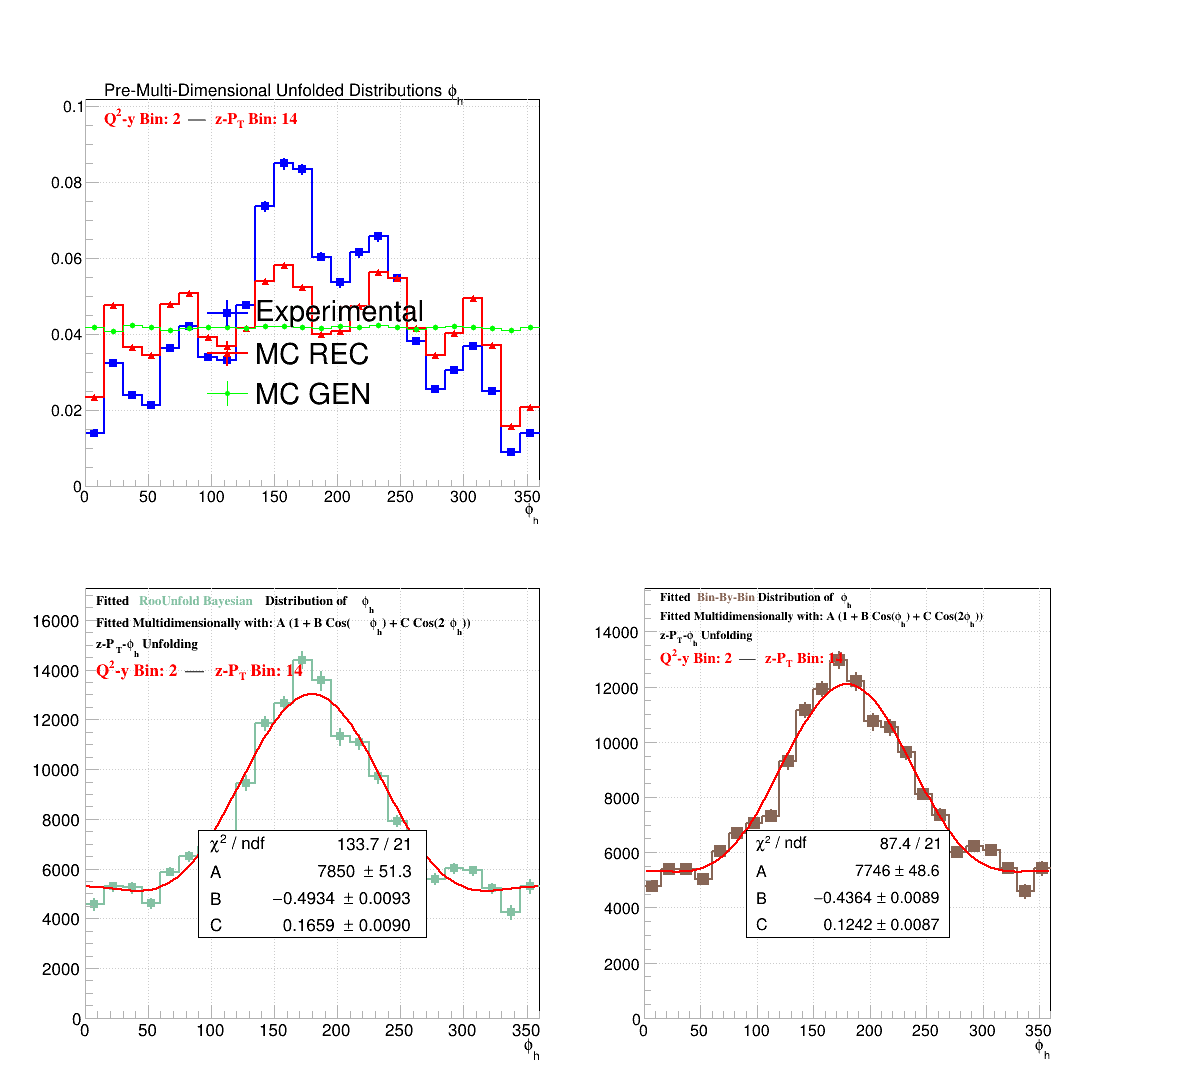 Pre-Multi-Dimensional Unfolded Distributions ϕh
Q²-y Bin: 2 — z-PT Bin: 14
0.1
0.08
0.06
0.04
0.02
0
Experimental
MC REC
MC GEN
0 50 100 150 200 250 300 350
ϕh
Fitted RooUnfold Bayesian Distribution of ϕh
Fitted Multidimensionally with: A (1 + B Cos( ϕh) + C Cos(2 ϕh))
z-PT-ϕh Unfolding
Q²-y Bin: 2 — z-PT Bin: 14
16000
14000
12000
10000
8000
6000
4000
2000
0
χ² / ndf 133.7 / 21
A 7850 ± 51.3
B −0.4934 ± 0.0093
C 0.1659 ± 0.0090
0 50 100 150 200 250 300 350
ϕh
Fitted Bin-By-Bin Distribution of ϕh
Fitted Multidimensionally with: A (1 + B Cos(ϕh) + C Cos(2ϕh))
z-PT-ϕh Unfolding
Q²-y Bin: 2 — z-PT Bin: 14
14000
12000
10000
8000
6000
4000
2000
0
χ² / ndf 87.4 / 21
A 7746 ± 48.6
B −0.4364 ± 0.0089
C 0.1242 ± 0.0087
0 50 100 150 200 250 300 350
ϕh